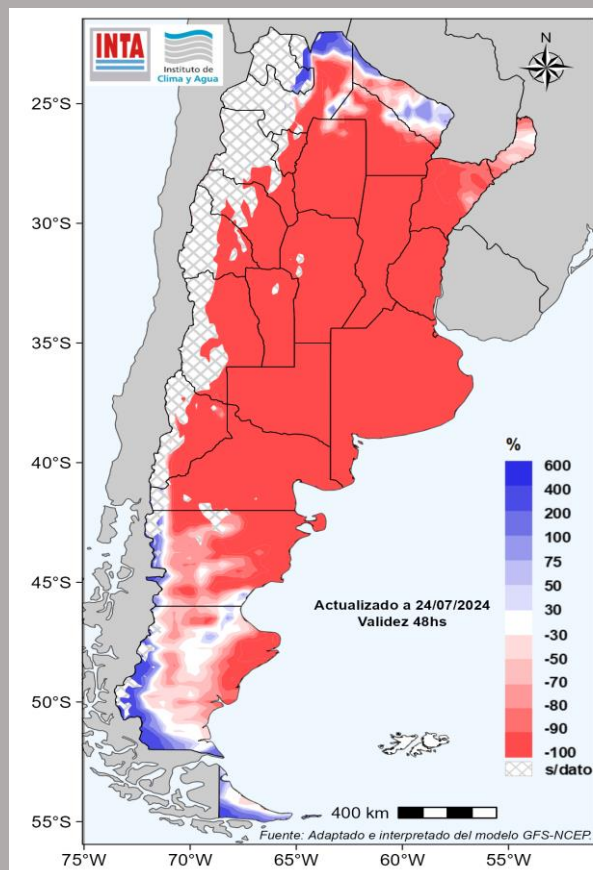 INTA
Instituto de
Clima y Agua
N
25°S
30°S
35°S
40°S
45°S
50°S
55°S
%
600
400
200
100
75
50
30
-30
-50
-70
-80
-90
-100
s/dato
Actualizado a 24/07/2024
Validez 48hs
400 km
Fuente: Adaptado e interpretado del modelo GFS-NCEP.
75°W 70°W 65°W 60°W 55°W